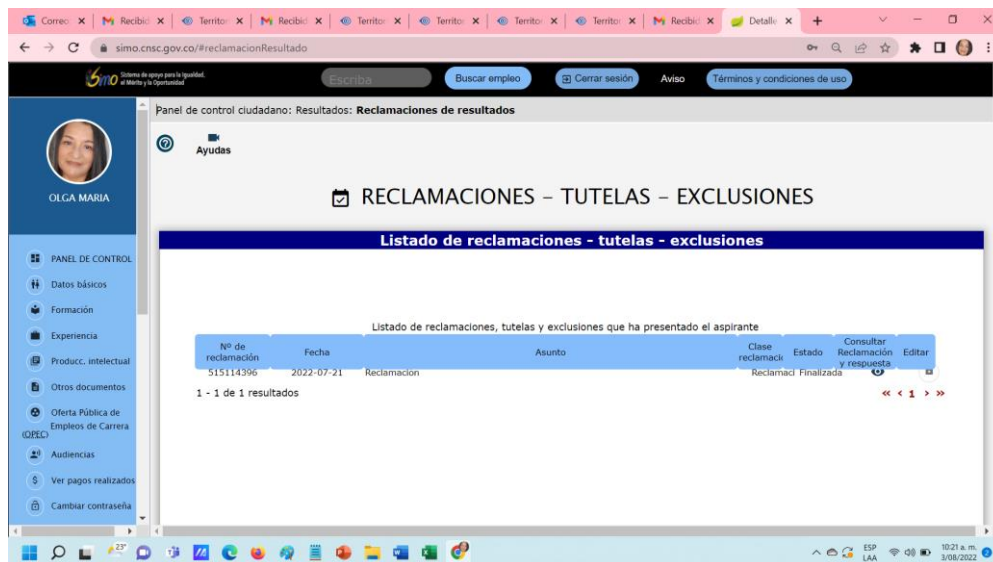 Correo Recibid Territor Recibid Territor Territor Territor Territor Recibid Detalle
simo.cnsc.gov.co/#reclamacionResultado
Simo Sistema de apoyo para la Igualdad, el Mérito y la Oportunidad
Escriba Buscar empleo Cerrar sesión Aviso Términos y condiciones de uso
Panel de control ciudadano: Resultados: Reclamaciones de resultados
Ayudas
OLGA MARIA
RECLAMACIONES – TUTELAS – EXCLUSIONES
Listado de reclamaciones - tutelas - exclusiones
PANEL DE CONTROL
Datos básicos
Formación
Experiencia
Producc. intelectual
Otros documentos
Oferta Pública de
Empleos de Carrera
(OPEC)
Audiencias
Ver pagos realizados
Cambiar contraseña
Listado de reclamaciones, tutelas y exclusiones que ha presentado el aspirante
Nº de reclamación Fecha Asunto Clase reclamació Estado Consultar Reclamación y respuesta Editar
515114396 2022-07-21 Reclamacion Reclamaci Finalizada
1 - 1 de 1 resultados
« ‹ 1 › »
23°
ESP
LAA
10:21 a. m.
3/08/2022